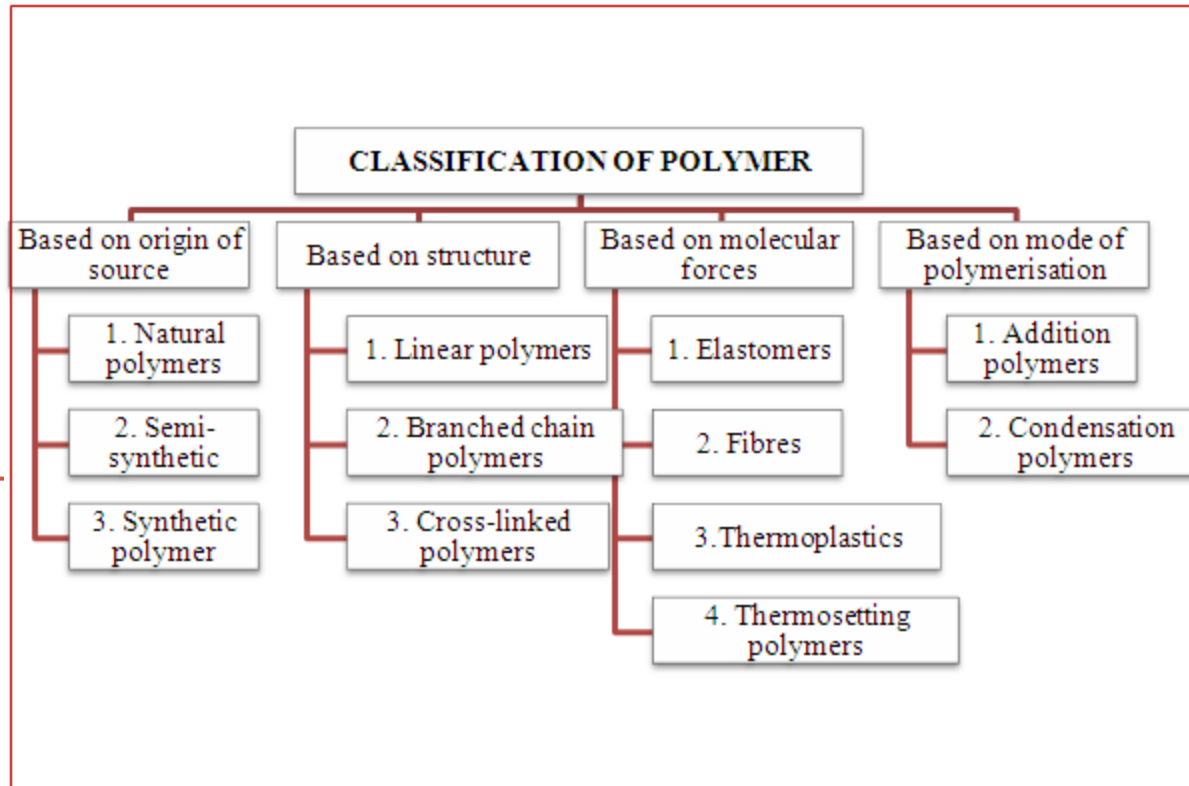 CLASSIFICATION OF POLYMER
Based on origin of
source
1. Natural
polymers
2. Semi-
synthetic
3. Synthetic
polymer
Based on structure
1. Linear polymers
2. Branched chain
polymers
3. Cross-linked
polymers
Based on molecular
forces
1. Elastomers
2. Fibres
3.Thermoplastics
4. Thermosetting
polymers
Based on mode of
polymerisation
1. Addition
polymers
2. Condensation
polymers